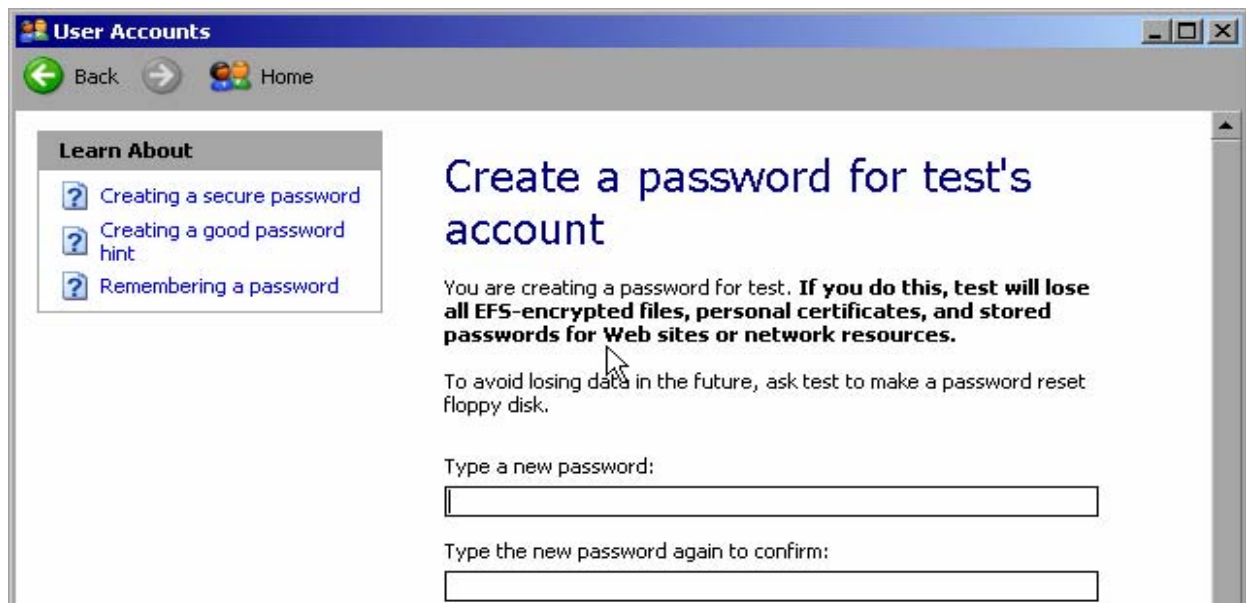 User Accounts
Back
Home
Learn About
Creating a secure password
Creating a good password
hint
Remembering a password
Create a password for test's
account
You are creating a password for test. If you do this, test will lose
all EFS-encrypted files, personal certificates, and stored
passwords for Web sites or network resources.
To avoid losing data in the future, ask test to make a password reset
floppy disk.
Type a new password:
Type the new password again to confirm: